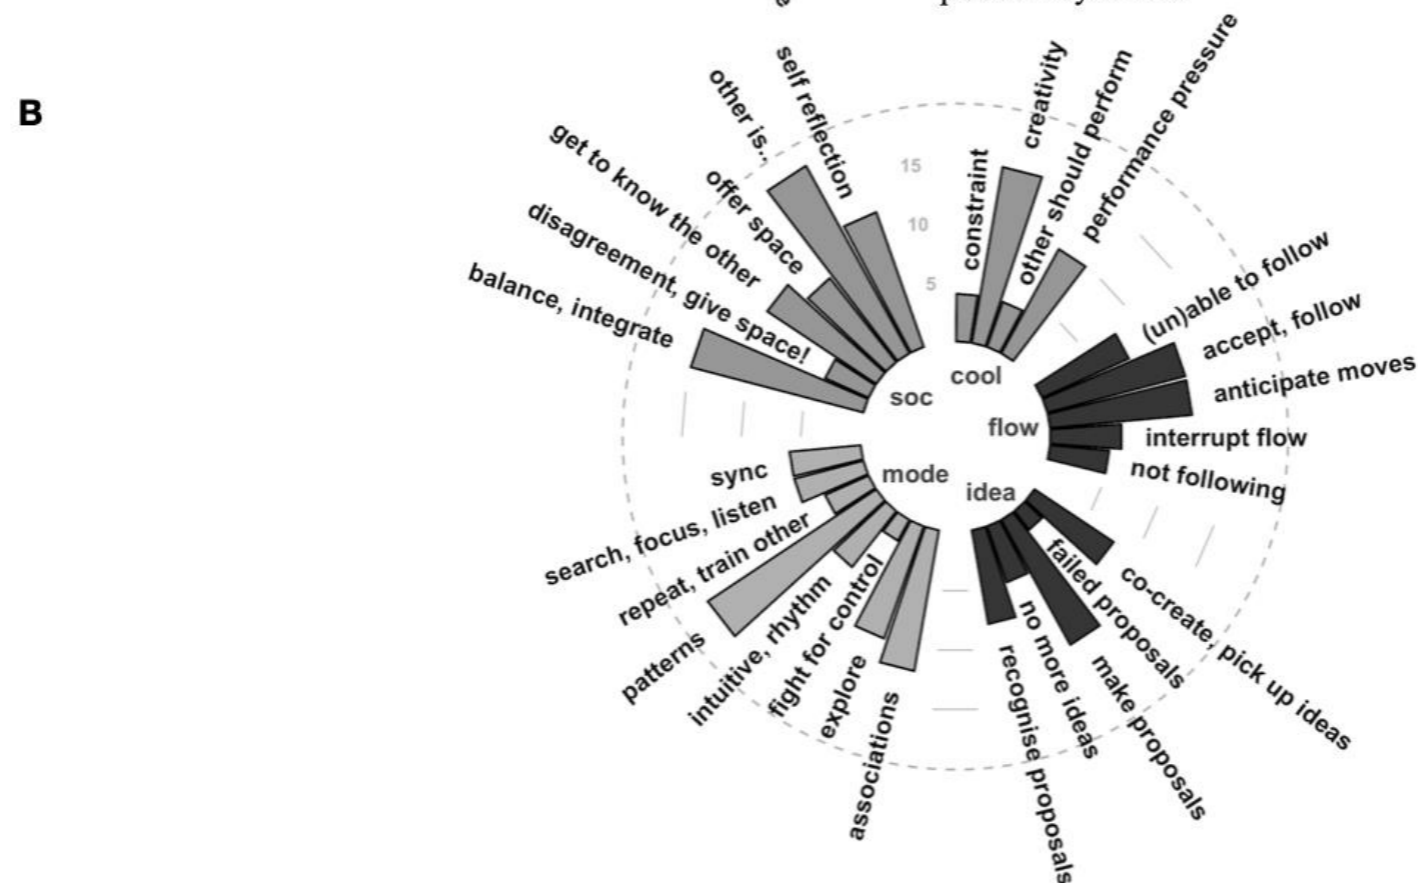 B
15
10
5
constraint
creativity
other should perform
performance pressure
(un)able to follow
accept, follow
anticipate moves
interrupt flow
not following
co-create, pick up ideas
failed proposals
make proposals
no more ideas
recognise proposals
associations
explore
fight for control
intuitive, rhythm
patterns
repeat, train other
search, focus, listen
sync
balance, integrate
disagreement, give space!
get to know the other
offer space
other is..
self reflection
cool
flow
idea
mode
soc